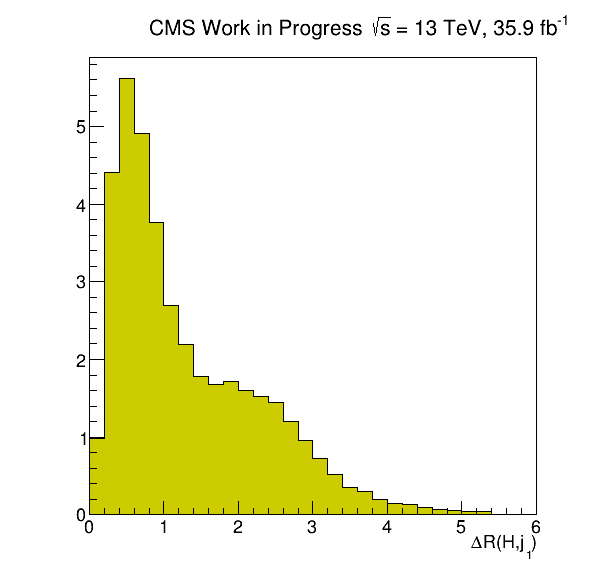 CMS Work in Progress √s = 13 TeV, 35.9 fb⁻¹
5
4
3
2
1
0
0 1 2 3 4 5 6
ΔR(H,j₁)